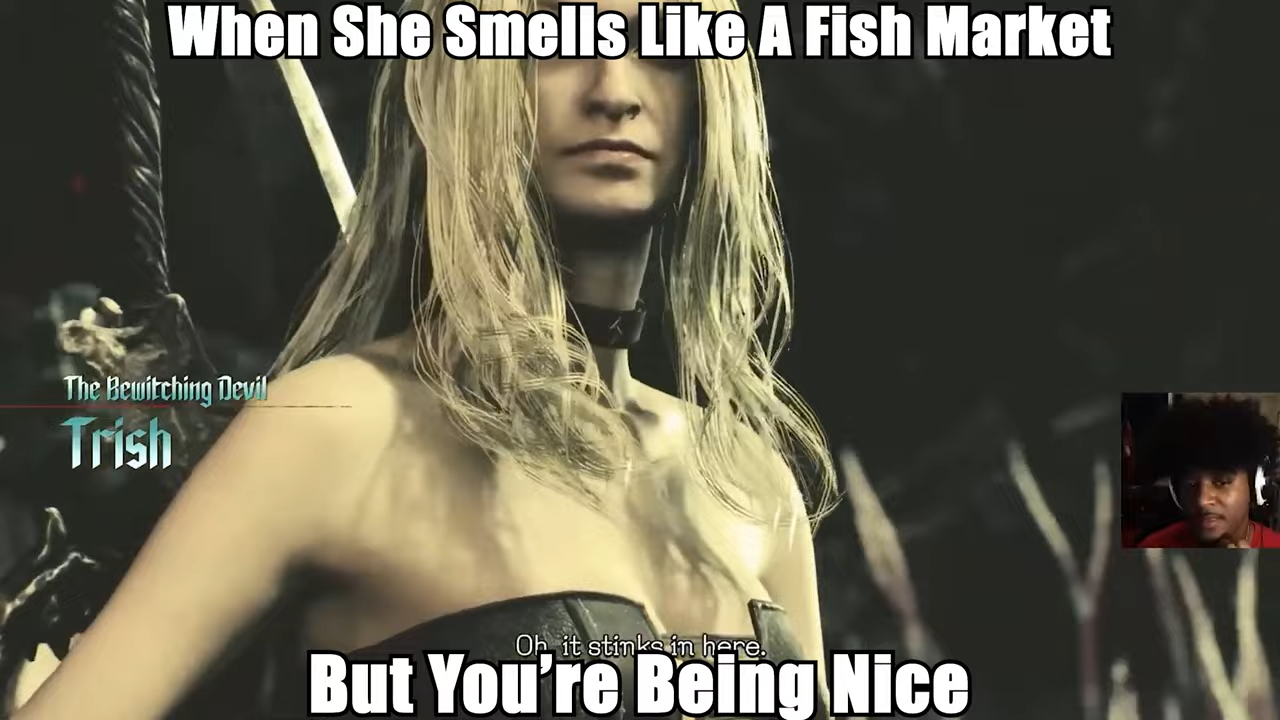 When She Smells Like A Fish Market
The Bewitching Devil
Trish
Oh, it stinks in here.
But You're Being Nice